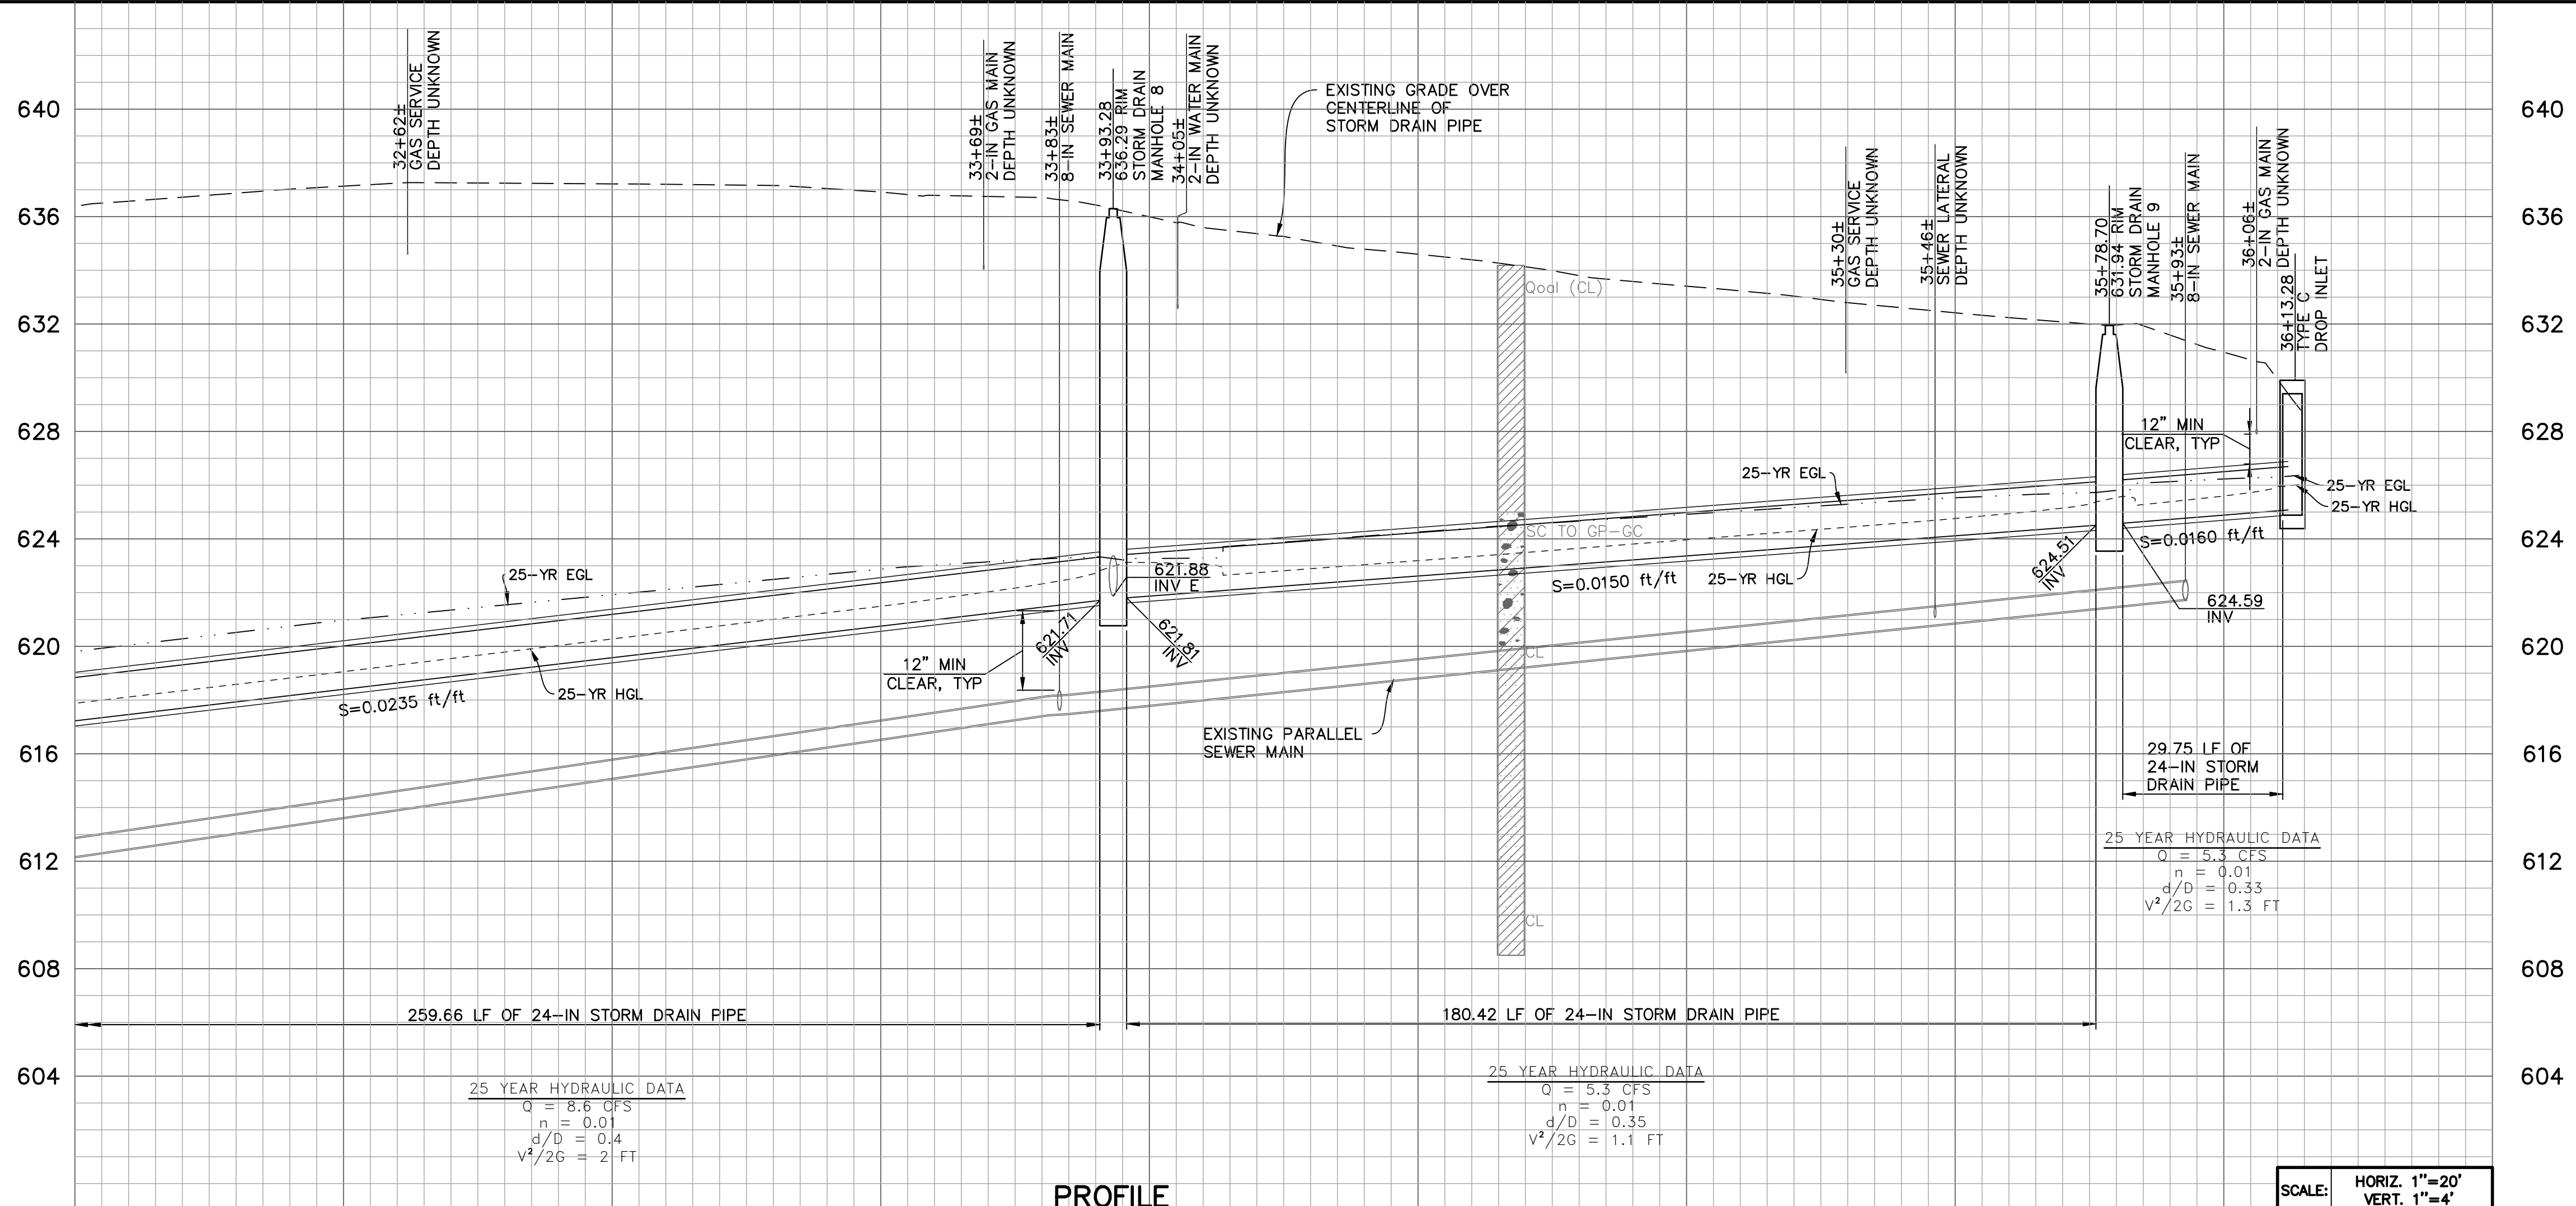 32+62±
GAS SERVICE
DEPTH UNKNOWN
33+69±
2-IN GAS MAIN
DEPTH UNKNOWN
33+83±
8-IN SEWER MAIN
33+93.28
636.29 RIM
STORM DRAIN
MANHOLE 8
34+05±
2-IN WATER MAIN
DEPTH UNKNOWN
EXISTING GRADE OVER
CENTERLINE OF
STORM DRAIN PIPE
35+30±
GAS SERVICE
DEPTH UNKNOWN
35+46±
SEWER LATERAL
DEPTH UNKNOWN
35+78.70
631.94 RIM
STORM DRAIN
MANHOLE 9
35+93±
8-IN SEWER MAIN
36+06±
2-IN GAS MAIN
DEPTH UNKNOWN
36+13.28
TYPE C
DROP INLET
640
636
632
628
624
620
616
612
608
604
640
636
632
628
624
620
616
612
608
604
Qoal (CL)
SC TO GP-GC
CL
CL
25-YR EGL
25-YR HGL
S=0.0235 ft/ft
12" MIN
CLEAR, TYP
621.71
INV
621.88
INV E
621.81
INV
EXISTING PARALLEL
SEWER MAIN
25-YR EGL
S=0.0150 ft/ft
25-YR HGL
624.51
INV
12" MIN
CLEAR, TYP
25-YR EGL
25-YR HGL
S=0.0160 ft/ft
624.59
INV
29.75 LF OF
24-IN STORM
DRAIN PIPE
25 YEAR HYDRAULIC DATA
Q = 5.3 CFS
n = 0.01
d/D = 0.33
V²/2G = 1.3 FT
259.66 LF OF 24-IN STORM DRAIN PIPE
180.42 LF OF 24-IN STORM DRAIN PIPE
25 YEAR HYDRAULIC DATA
Q = 8.6 CFS
n = 0.01
d/D = 0.4
V²/2G = 2 FT
25 YEAR HYDRAULIC DATA
Q = 5.3 CFS
n = 0.01
d/D = 0.35
V²/2G = 1.1 FT
PROFILE
SCALE:
HORIZ. 1"=20'
VERT. 1"=4'